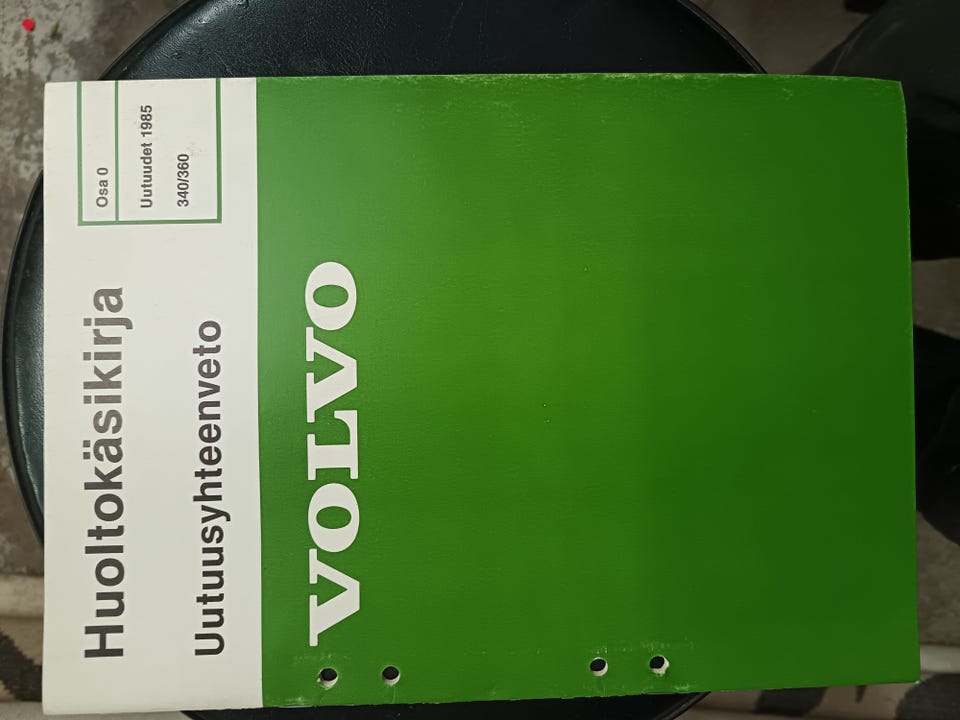 Huoltokäsikirja
Uutuusyhteenveto
Osa 0
Uutuudet 1985
340/360
VOLVO